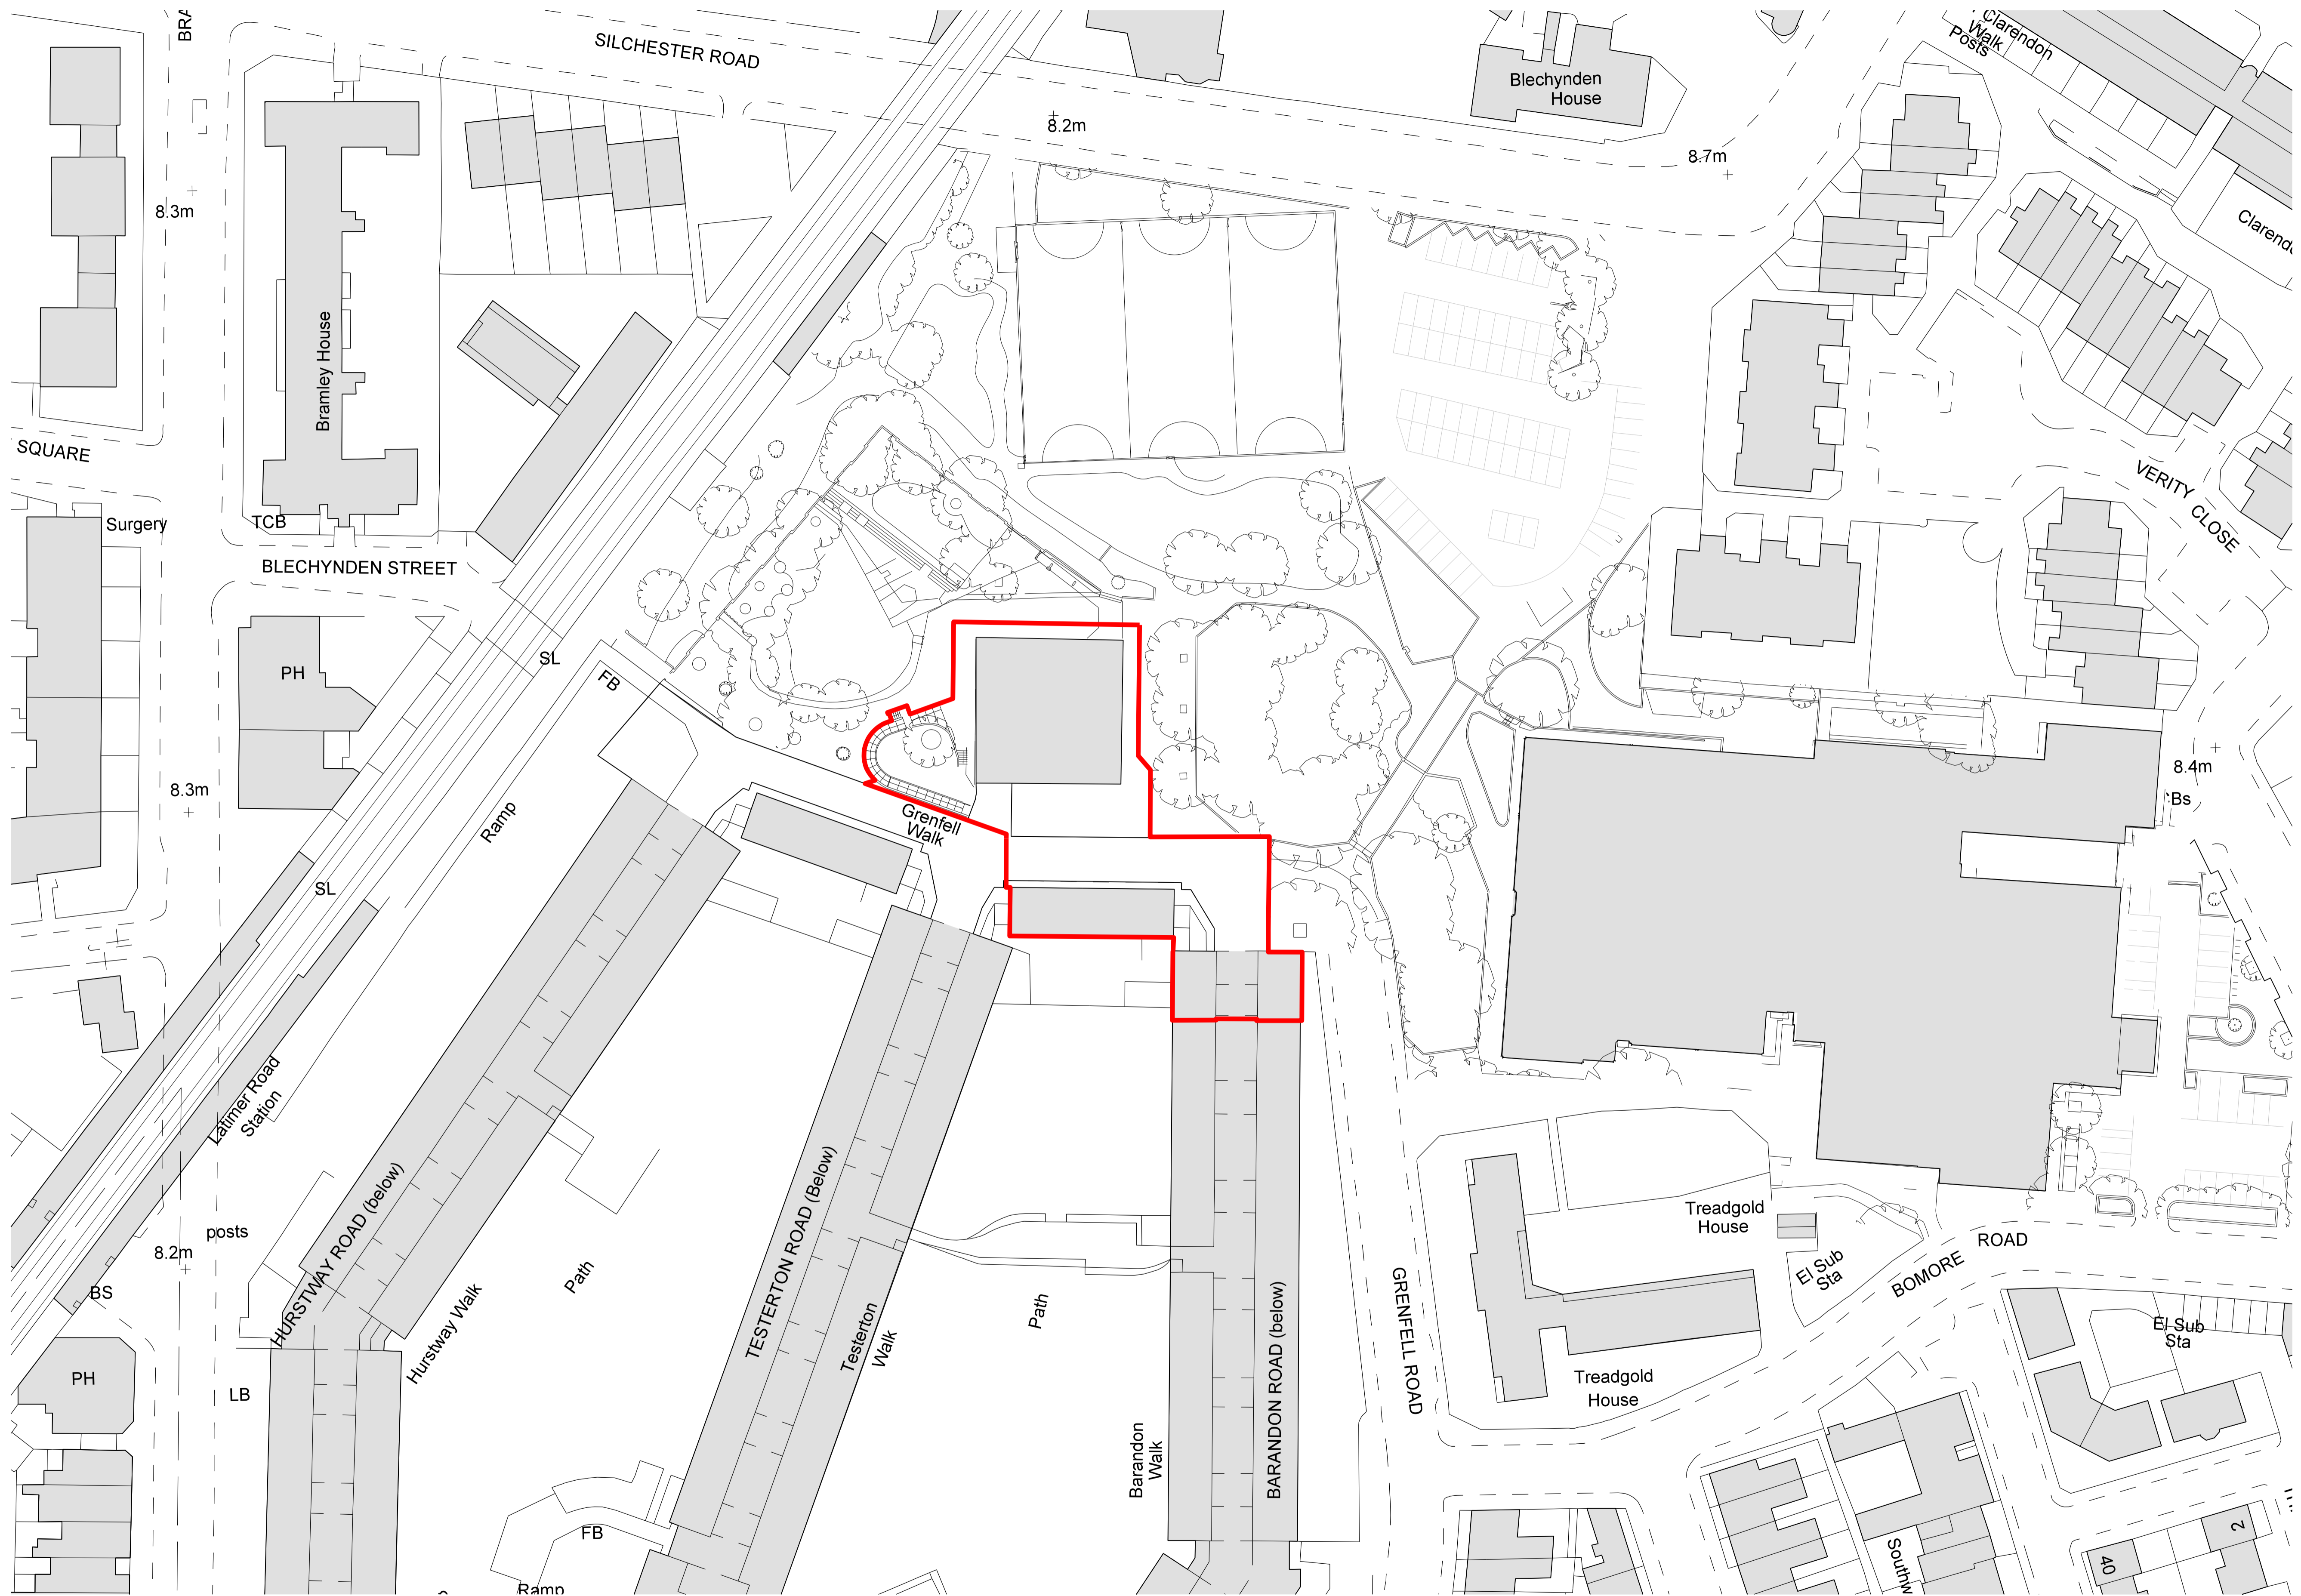 SILCHESTER ROAD
Clarendon
Walk
Posts
Blechynden
House
8.2m
8.7m
8.3m
Bramley House
SQUARE
Surgery
TCB
BLECHYNDEN STREET
VERITY CLOSE
PH
SL
FB
8.3m
Ramp
Grenfell
Walk
8.4m
SL
Latimer Road
Station
HURSTWAY ROAD (below)
TESTERTON ROAD (Below)
posts
8.2m
BS
Path
Hurstway Walk
Testerton
Walk
Path
BARANDON ROAD (below)
Barandon
Walk
GRENFELL ROAD
Treadgold
House
El Sub
Sta
BOMORE
ROAD
El Sub
Sta
Treadgold
House
PH
LB
FB
Ramp
40
2